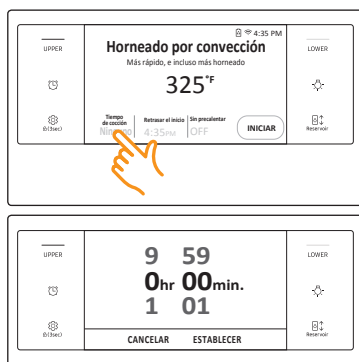 4:35 PM
UPPER
Horneado por convección
LOWER
Más rápido, e incluso más horneado
325°F
Tiempo de cocción
Retrasar el inicio
Sin precalentar
Ninguno
4:35PM
OFF
INICIAR
(3sec)
Reservoir
UPPER
9 59
LOWER
0hr 00min.
1 01
(3sec)
Reservoir
CANCELAR ESTABLECER